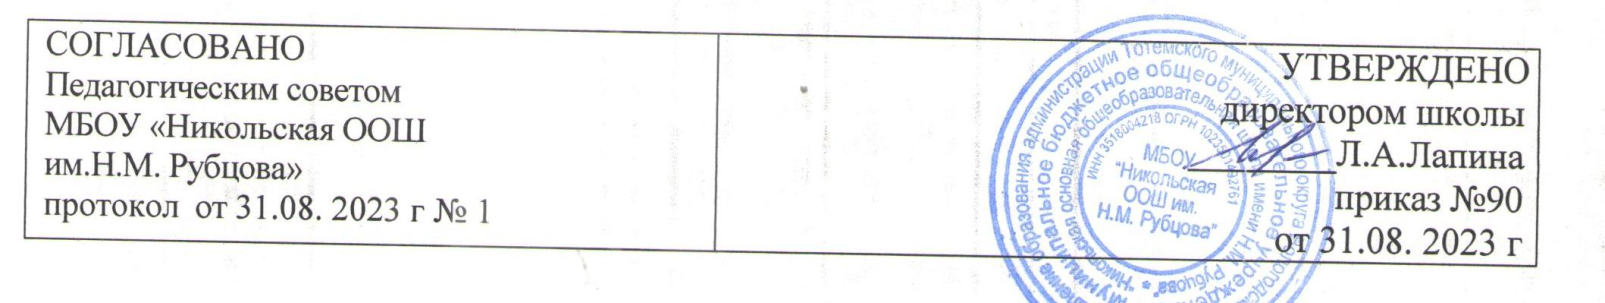 СОГЛАСОВАНО
Педагогическим советом
МБОУ «Никольская ООШ
им.Н.М. Рубцова»
протокол  от 31.08. 2023 г № 1
УТВЕРЖДЕНО
директором школы
Л.А.Лапина
приказ №90
от 31.08. 2023 г
МБОУ
"Никольская
ООШ им.
Н.М. Рубцова"